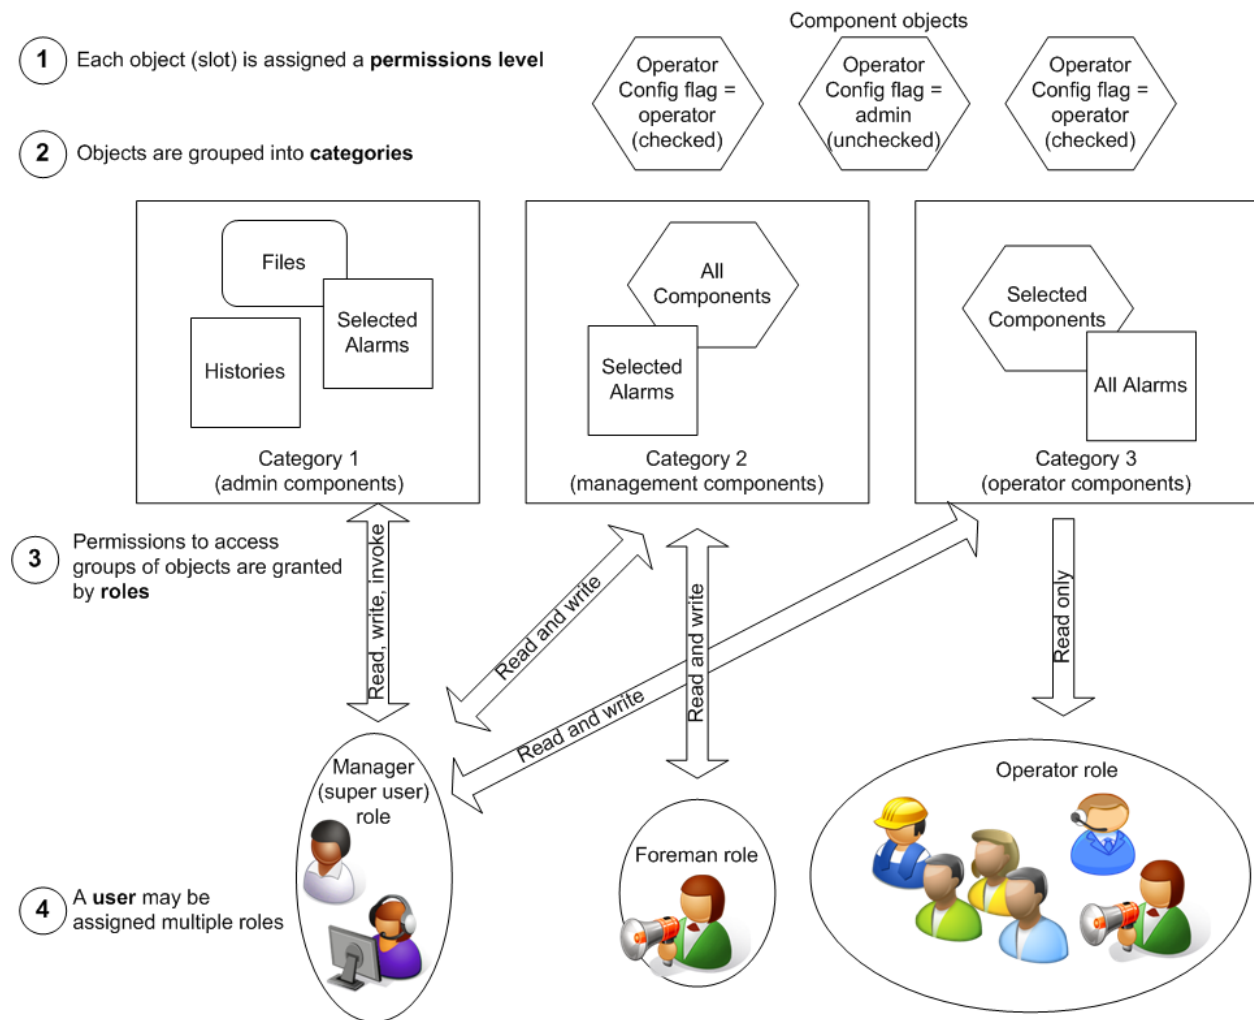 Component objects
1
Each object (slot) is assigned a permissions level
Operator
Config flag =
operator
(checked)
Operator
Config flag =
admin
(unchecked)
Operator
Config flag =
operator
(checked)
2
Objects are grouped into categories
Files
Selected
Alarms
Histories
Category 1
(admin components)
All
Components
Selected
Alarms
Category 2
(management components)
Selected
Components
All Alarms
Category 3
(operator components)
3
Permissions to access
groups of objects are granted
by roles
Read, write, invoke
Read and write
Read and write
Read and write
Read only
Manager
(super user)
role
Foreman role
Operator role
4
A user may be
assigned multiple roles